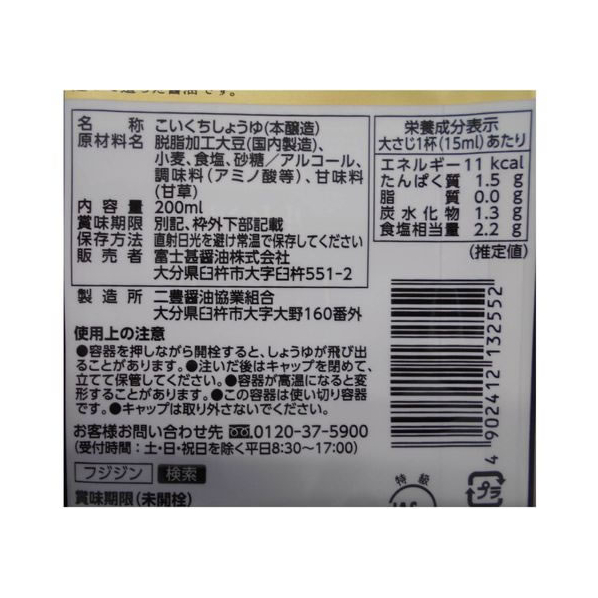 名称 こいくちしょうゆ(本醸造)
原材料名 脱脂加工大豆(国内製造)、
小麦、食塩、砂糖/アルコール、
調味料(アミノ酸等)、甘味料
(甘草)
内容量 200ml
賞味期限 別記、枠外下部記載
保存方法 直射日光を避け常温で保存してください
販売者 富士甚醤油株式会社
大分県臼杵市大字臼杵551-2
製造所 二豊醤油協業組合
大分県臼杵市大字大野160番外
使用上の注意
●容器を押しながら開栓すると、しょうゆが飛び出
ることがあります。●注いだ後はキャップを閉めて、
立てて保管してください。●容器が高温になると変
形することがあります。●この容器は使い切り容器
です。●キャップは取り外さないでください。
お客様お問い合わせ先 0120-37-5900
(受付時間:土・日・祝日を除く平日8:30~17:00)
フジジン 検索
賞味期限(未開栓)
栄養成分表示
大さじ1杯(15ml)あたり
エネルギー 11 kcal
たんぱく質 1.5 g
脂質 0.0 g
炭水化物 1.3 g
食塩相当量 2.2 g
(推定値)
4 902412 132552
特級
プラ